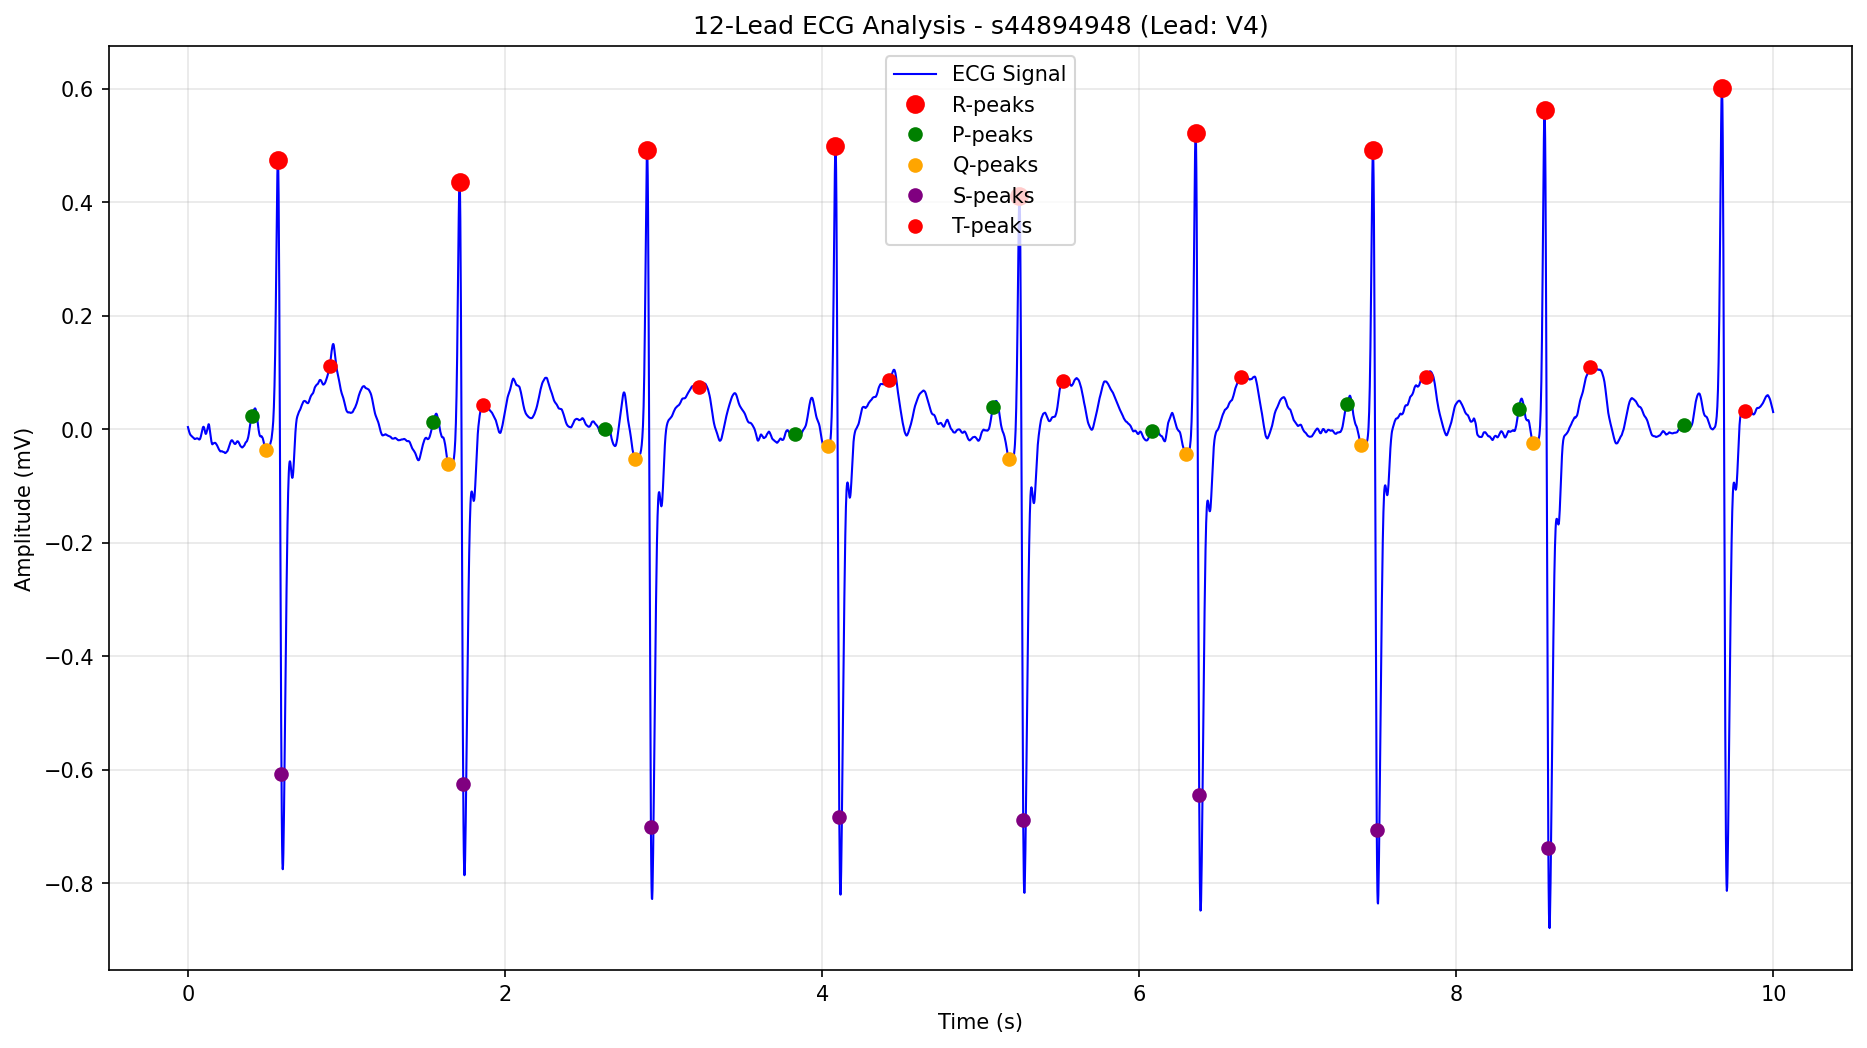 12-Lead ECG Analysis - s44894948 (Lead: V4)
ECG Signal
R-peaks
P-peaks
Q-peaks
S-peaks
T-peaks
Amplitude (mV)
0.6
0.4
0.2
0.0
−0.2
−0.4
−0.6
−0.8
0 2 4 6 8 10
Time (s)